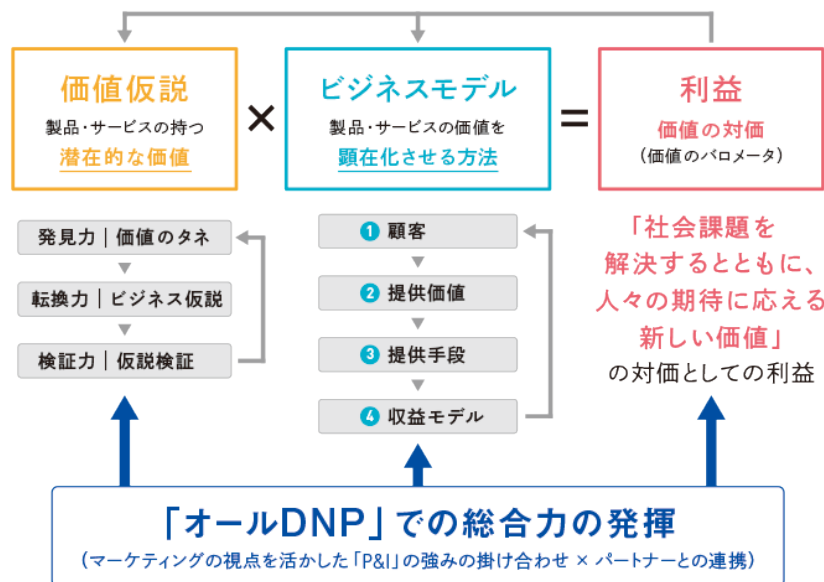 価値仮説
製品・サービスの持つ
潜在的な価値
×
ビジネスモデル
製品・サービスの価値を
顕在化させる方法
=
利益
価値の対価
(価値のバロメータ)
発見力｜価値のタネ
転換力｜ビジネス仮説
検証力｜仮説検証
1 顧客
2 提供価値
3 提供手段
4 収益モデル
「社会課題を
解決するとともに、
人々の期待に応える
新しい価値」
の対価としての利益
「オールDNP」での総合力の発揮
(マーケティングの視点を活かした「P&I」の強みの掛け合わせ × パートナーとの連携)